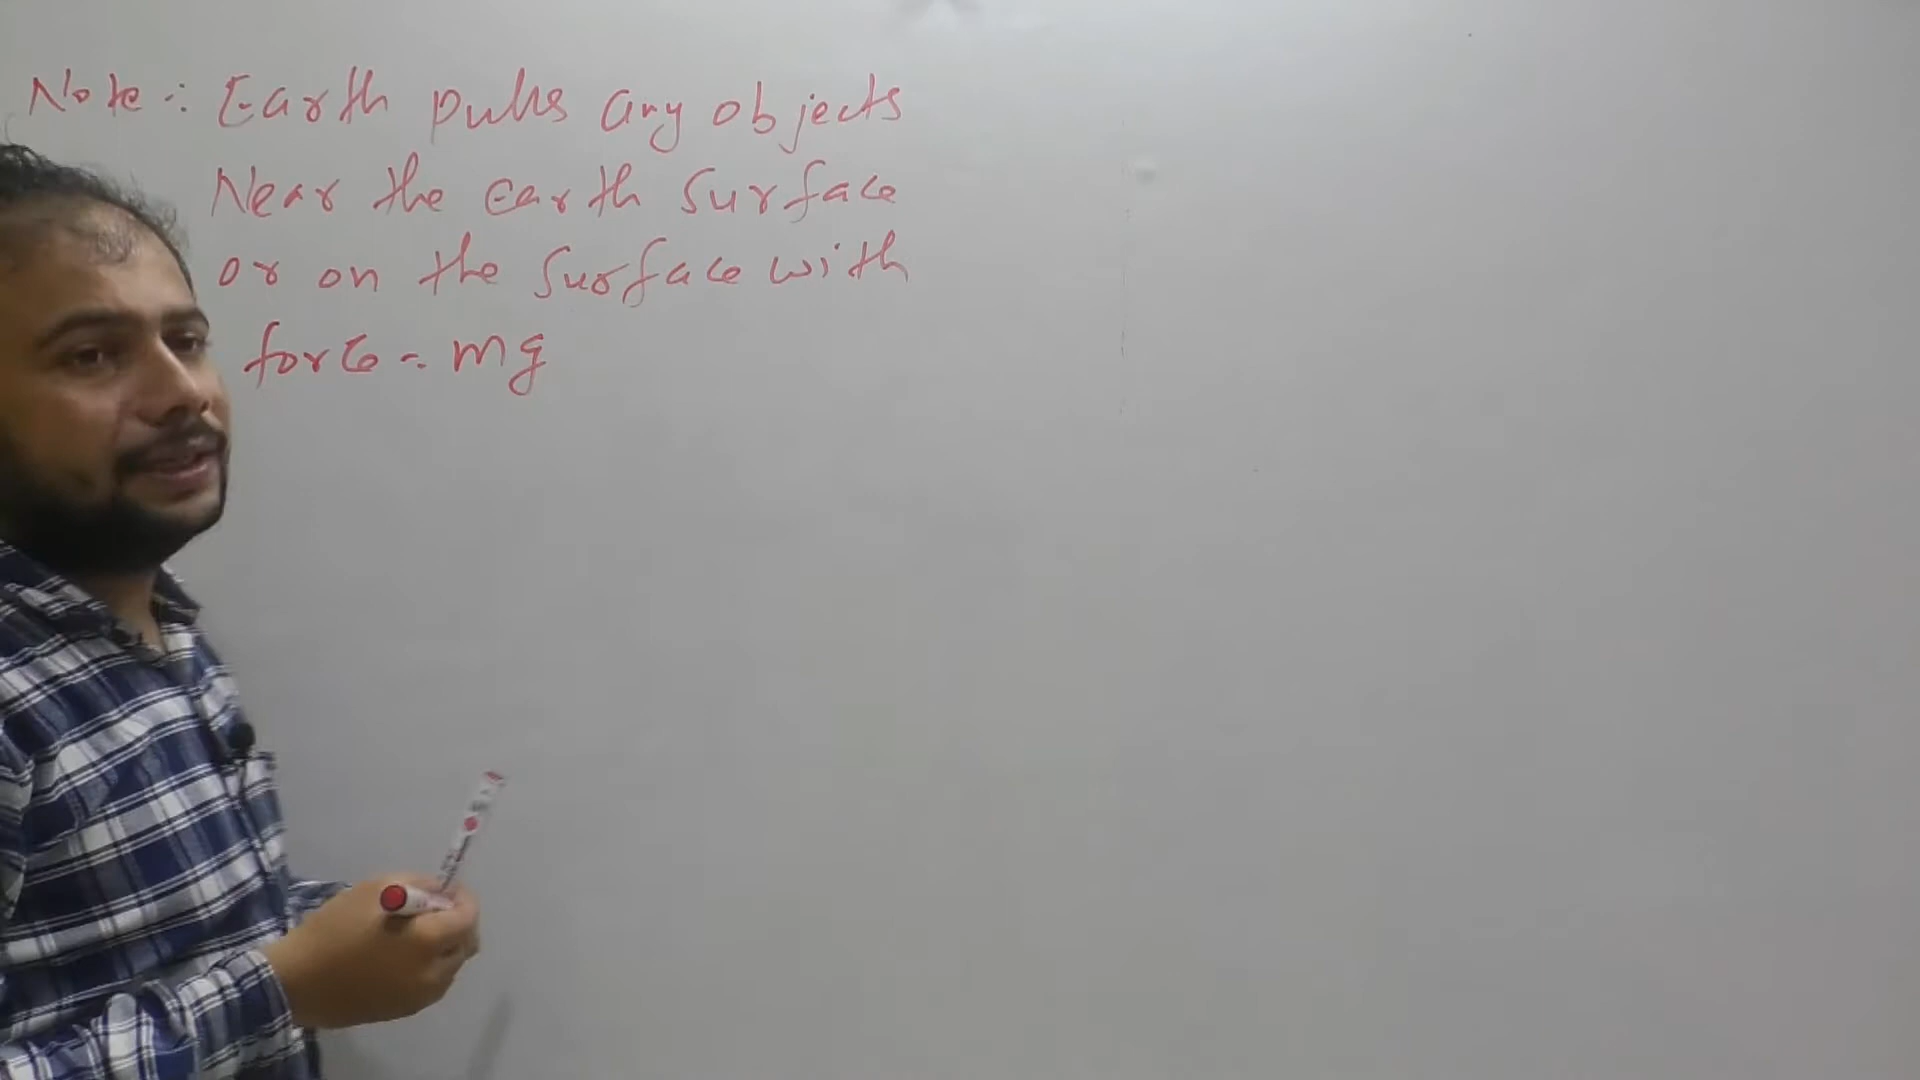 Note :- Earth pulls any objects
Near the earth surface
or on the surface with
force = mg